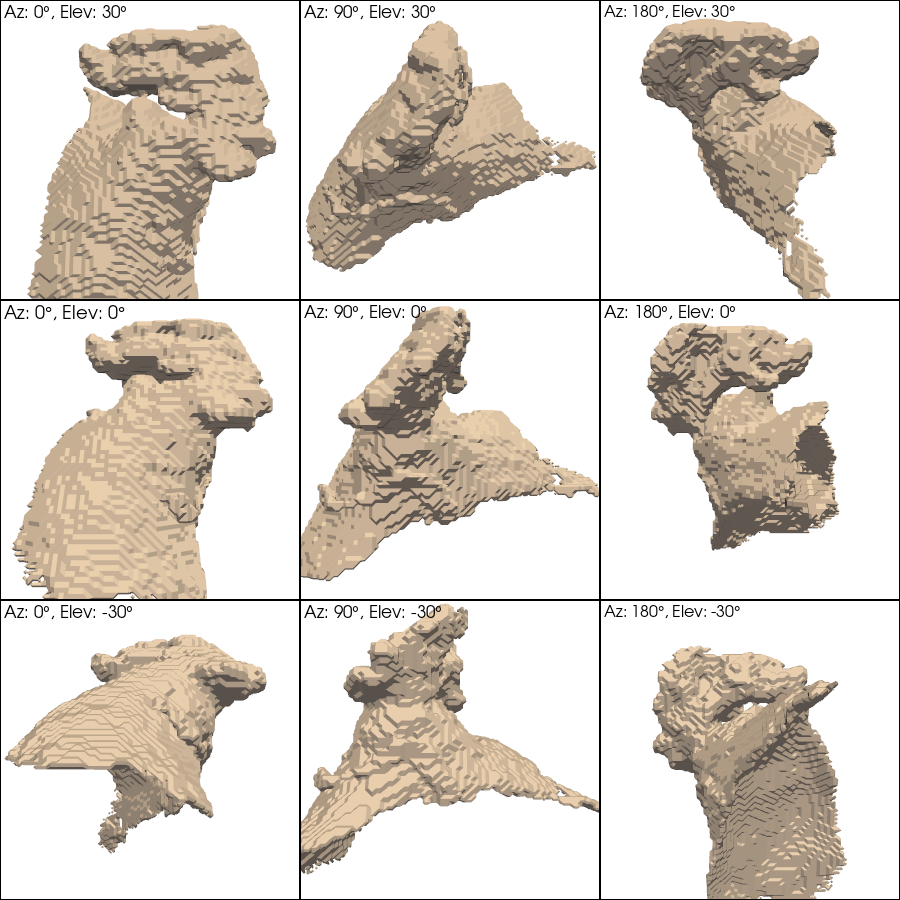 Az: 0°, Elev: 30°
Az: 90°, Elev: 30°
Az: 180°, Elev: 30°
Az: 0°, Elev: 0°
Az: 90°, Elev: 0°
Az: 180°, Elev: 0°
Az: 0°, Elev: -30°
Az: 90°, Elev: -30°
Az: 180°, Elev: -30°